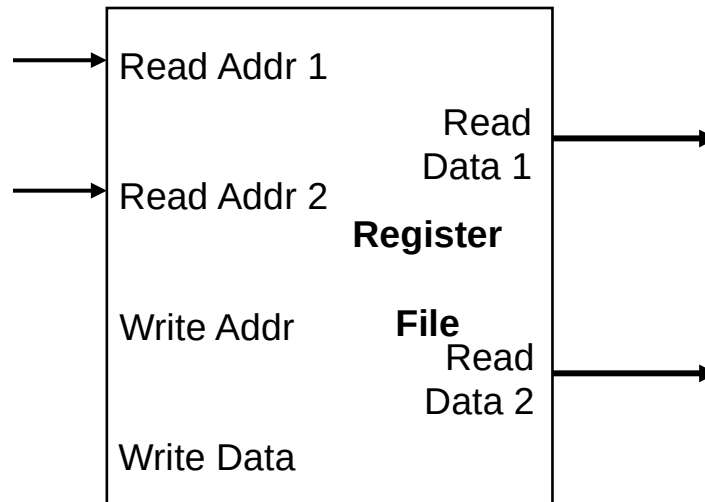 Read Addr 1
Read
Data 1
Read Addr 2
Register
Write Addr
File
Read
Data 2
Write Data